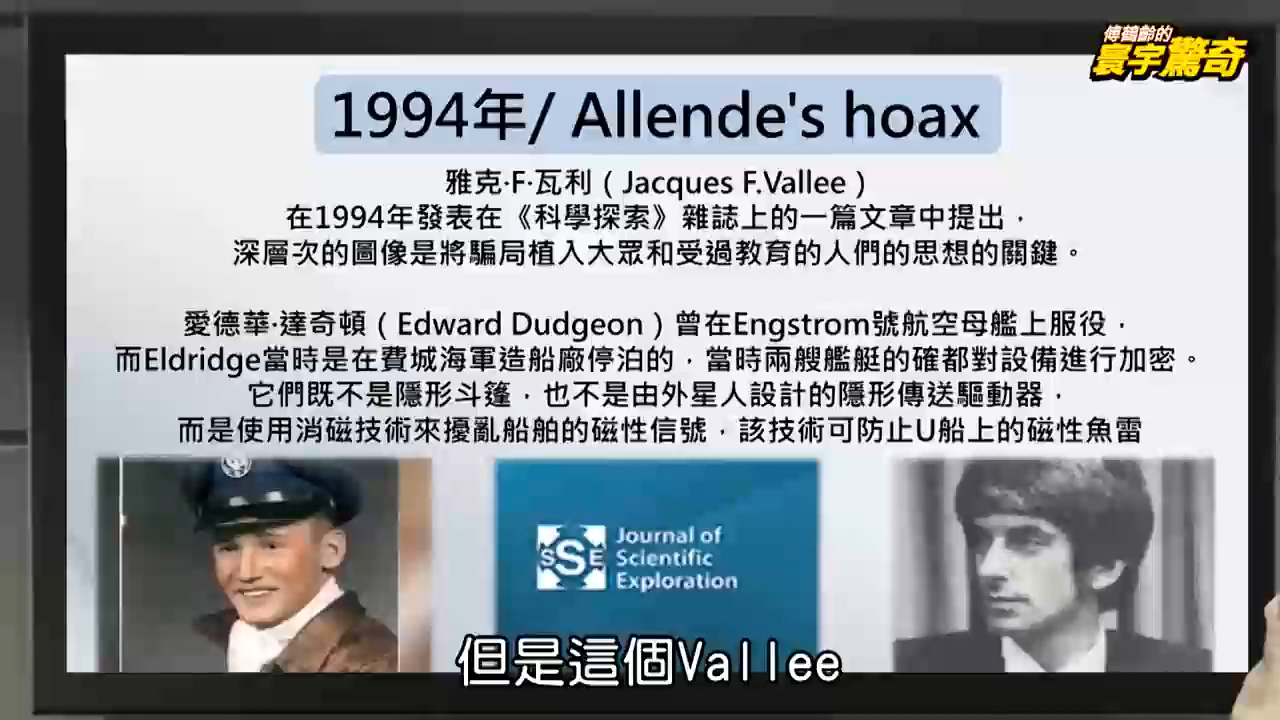 傅鶴齡的
寰宇驚奇
1994年/ Allende's hoax
雅克·F·瓦利（Jacques F.Vallee）
在1994年發表在《科學探索》雜誌上的一篇文章中提出，
深層次的圖像是將騙局植入大眾和受過教育的人們的思想的關鍵。
愛德華·達奇頓（Edward Dudgeon）曾在Engstrom號航空母艦上服役，
而Eldridge當時是在費城海軍造船廠停泊的，當時兩艘艦艇的確都對設備進行加密。
它們既不是隱形斗篷，也不是由外星人設計的隱形傳送驅動器，
而是使用消磁技術來擾亂船舶的磁性信號，該技術可防止U船上的磁性魚雷
SSE
Journal of
Scientific
Exploration
但是這個Vallee